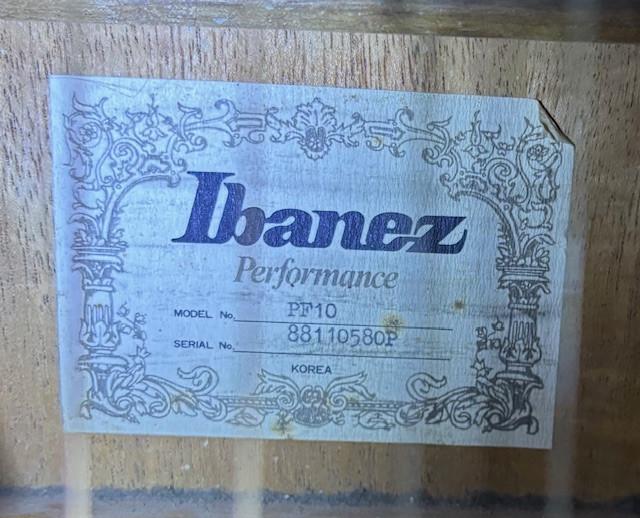 Ibanez
Performance
MODEL No. PF10
SERIAL No. 88110580P
KOREA